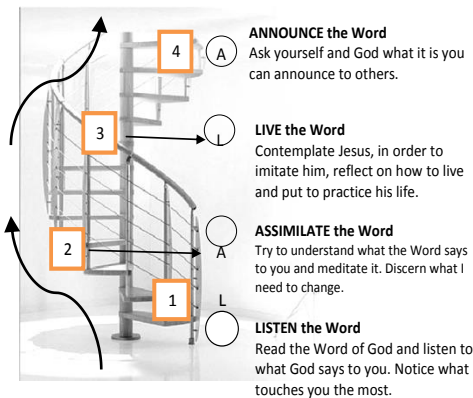 4
A
ANNOUNCE the Word
Ask yourself and God what it is you
can announce to others.
3
L
LIVE the Word
Contemplate Jesus, in order to
imitate him, reflect on how to live
and put to practice his life.
2
A
ASSIMILATE the Word
Try to understand what the Word says
to you and meditate it. Discern what I
need to change.
1
L
LISTEN the Word
Read the Word of God and listen to
what God says to you. Notice what
touches you the most.